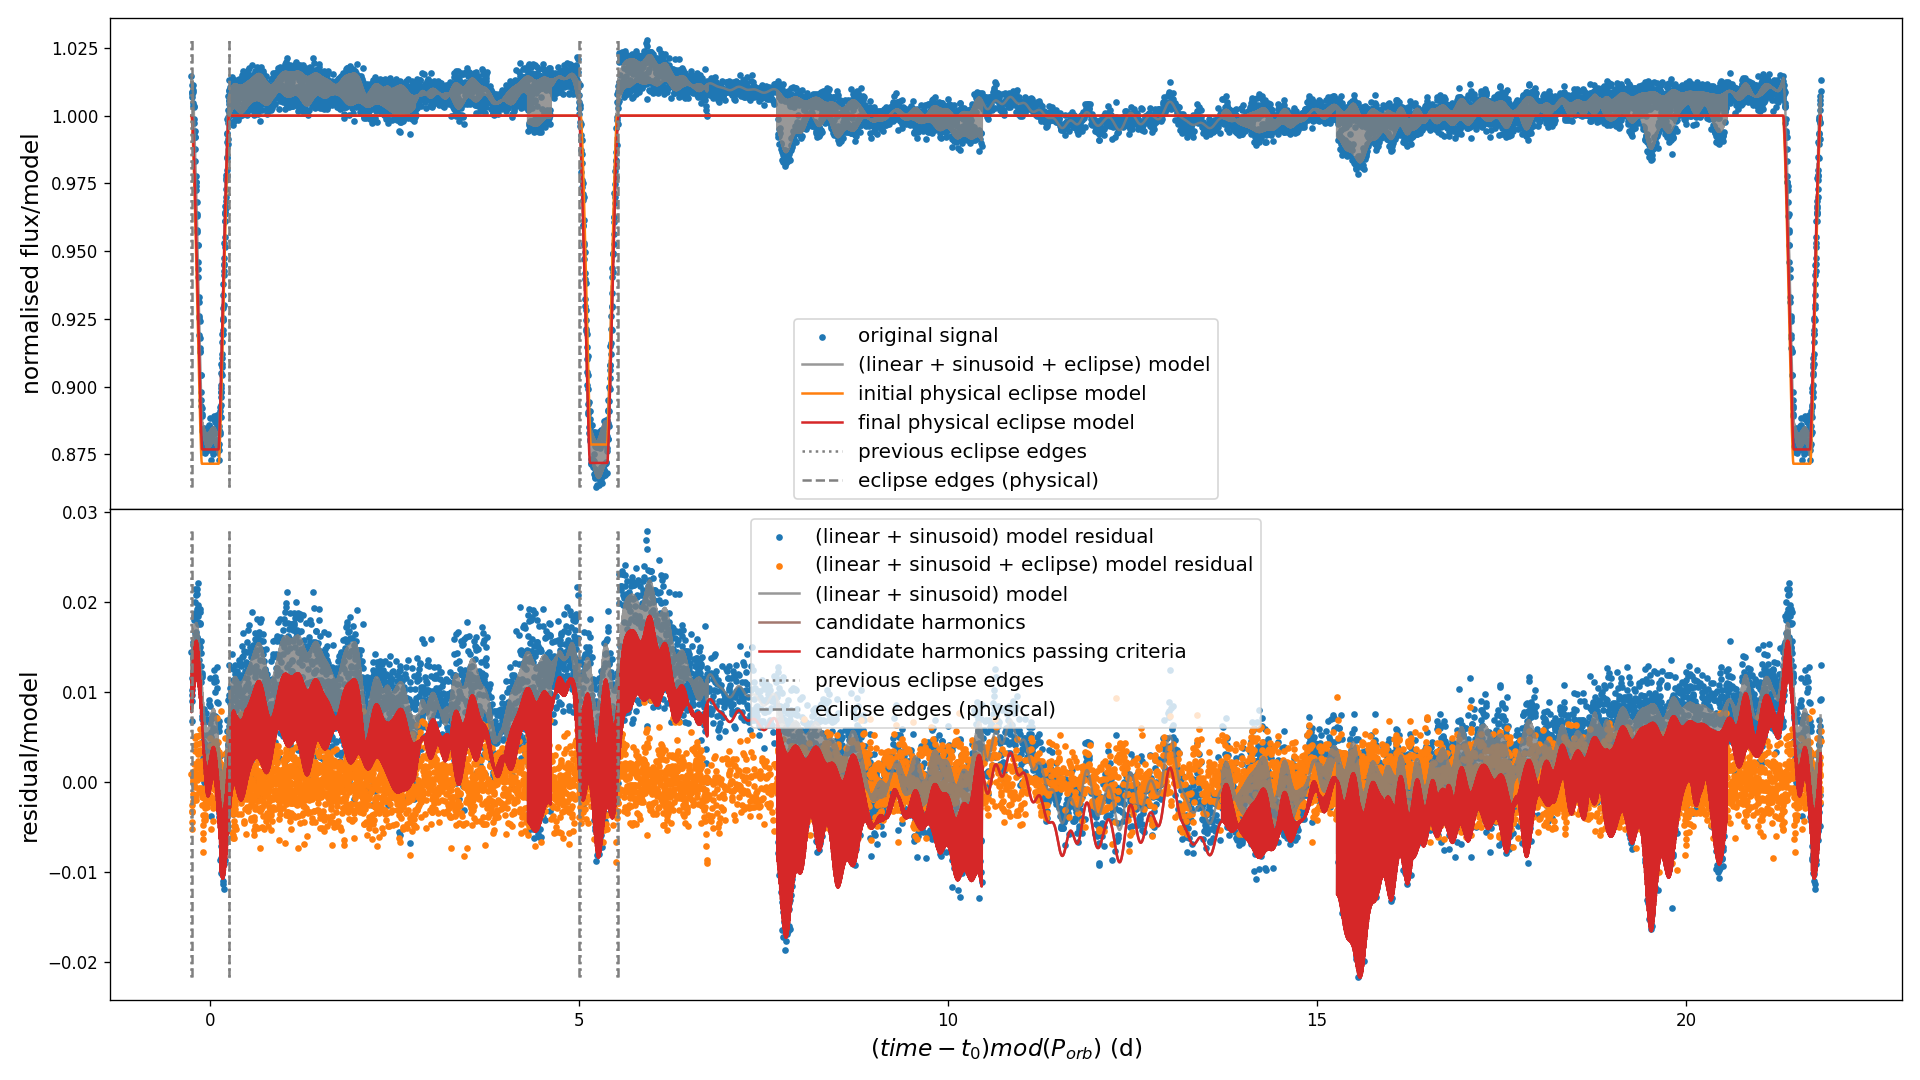 normalised flux/model
1.025
1.000
0.975
0.950
0.925
0.900
0.875
original signal
(linear + sinusoid + eclipse) model
initial physical eclipse model
final physical eclipse model
previous eclipse edges
eclipse edges (physical)
residual/model
0.03
0.02
0.01
0.00
−0.01
−0.02
(linear + sinusoid) model residual
(linear + sinusoid + eclipse) model residual
(linear + sinusoid) model
candidate harmonics
candidate harmonics passing criteria
previous eclipse edges
eclipse edges (physical)
0 5 10 15 20
(time − t₀)mod(Pₒᵣb) (d)